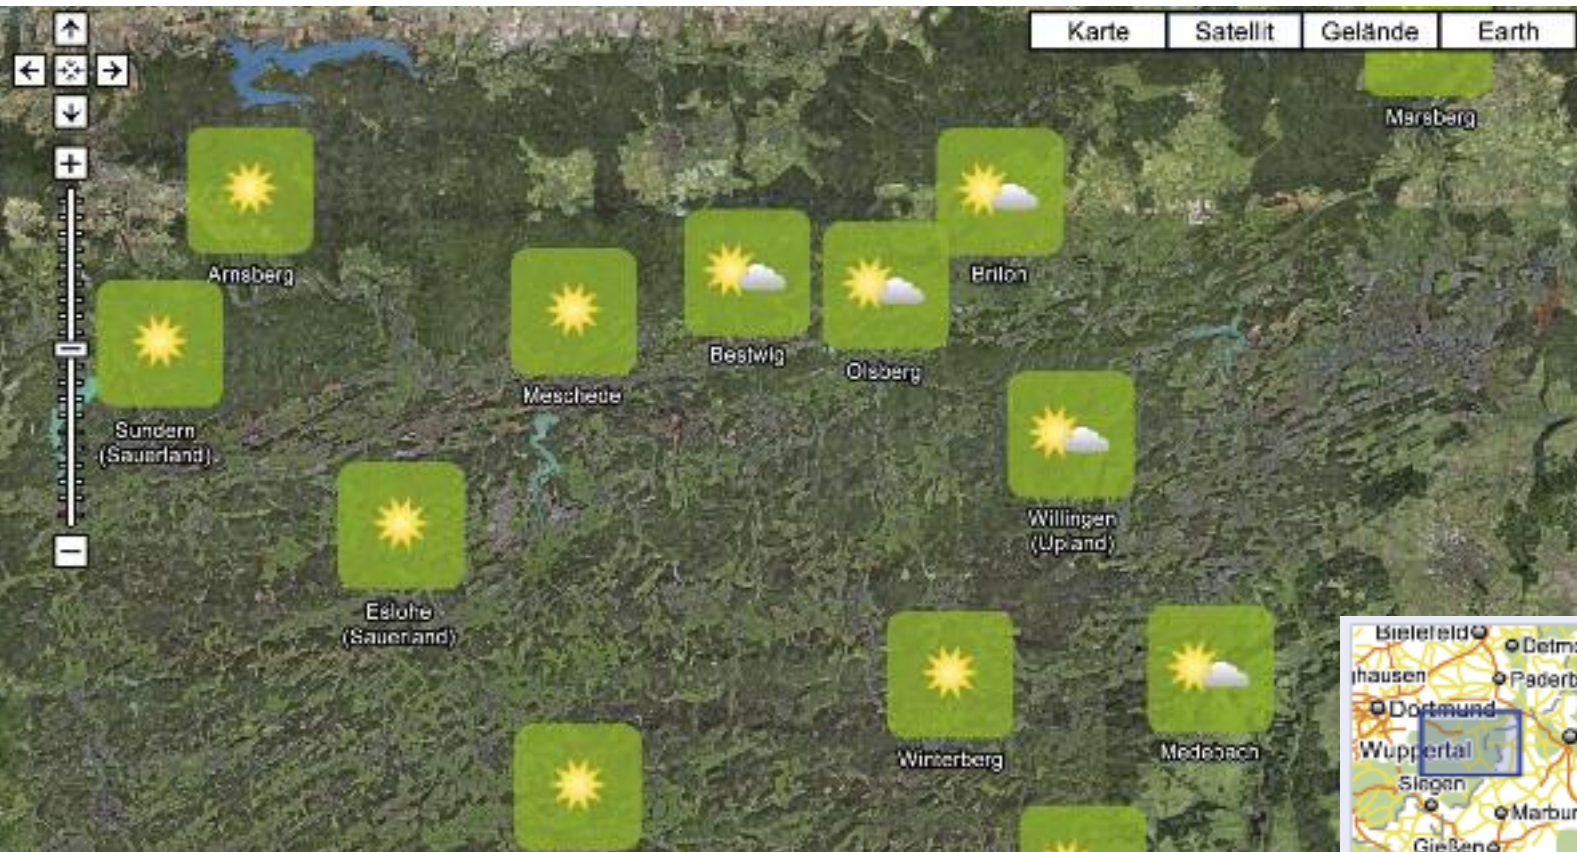 Karte
Satellit
Gelände
Earth
Marsberg
Arnsberg
Brilon
Bestwig
Olsberg
Meschede
Sundern
(Sauerland)
Willingen
(Upland)
Eslohe
(Sauerland)
Winterberg
Medebach
Bielefeld
Detmo
hausen
Paderb
Dortmund
Wuppertal
Siegen
Marbur
Gießen